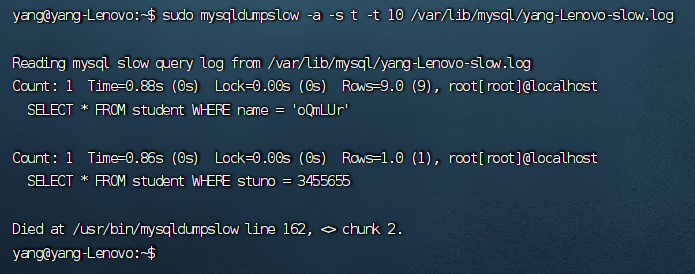 yang@yang-Lenovo:~$ sudo mysqldumpslow -a -s t -t 10 /var/lib/mysql/yang-Lenovo-slow.log
Reading mysql slow query log from /var/lib/mysql/yang-Lenovo-slow.log
Count: 1  Time=0.88s (0s)  Lock=0.00s (0s)  Rows=9.0 (9), root[root]@localhost
  SELECT * FROM student WHERE name = 'oQmLUr'
Count: 1  Time=0.86s (0s)  Lock=0.00s (0s)  Rows=1.0 (1), root[root]@localhost
  SELECT * FROM student WHERE stuno = 3455655
Died at /usr/bin/mysqldumpslow line 162, <> chunk 2.
yang@yang-Lenovo:~$